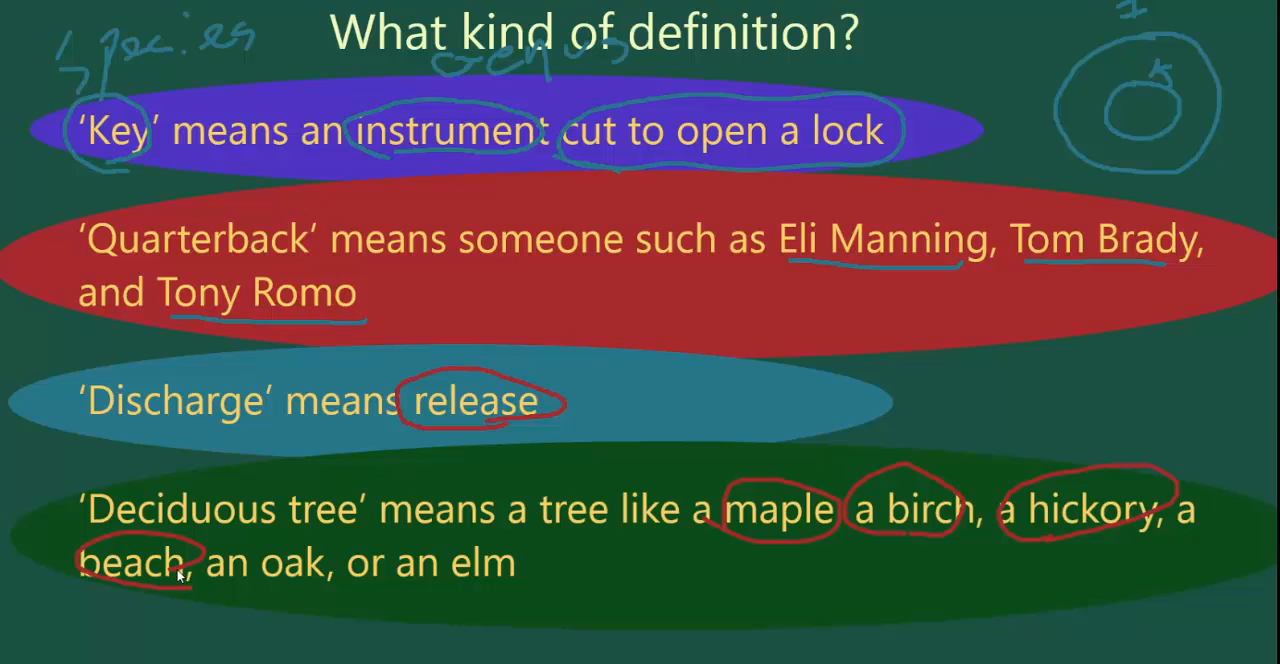 What kind of definition?
species
genus
I
K
‘Key’ means an instrument cut to open a lock
‘Quarterback’ means someone such as Eli Manning, Tom Brady,
and Tony Romo
‘Discharge’ means release
‘Deciduous tree’ means a tree like a maple a birch, a hickory, a
beach, an oak, or an elm